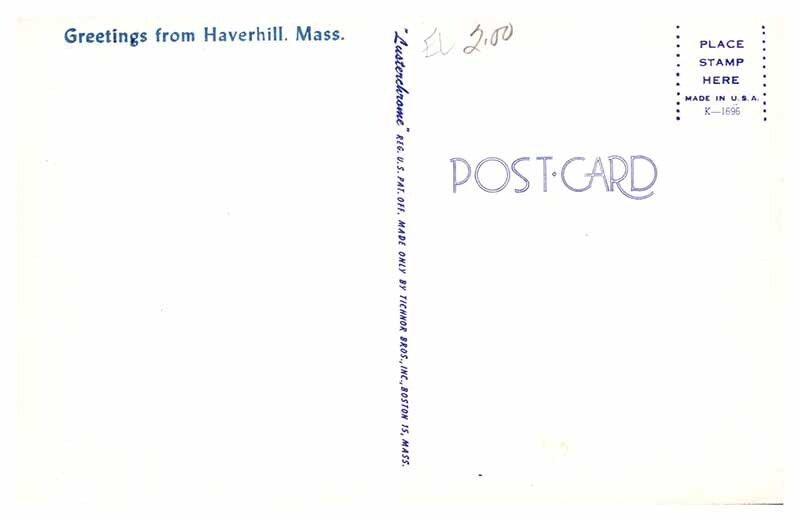 Greetings from Haverhill. Mass.
"Lusterchrome" REG. U.S. PAT. OFF. MADE ONLY BY TICHNOR BROS., INC., BOSTON 15, MASS.
EL 2.00
PLACE
STAMP
HERE
MADE IN U.S.A.
K—1696
POST·CARD